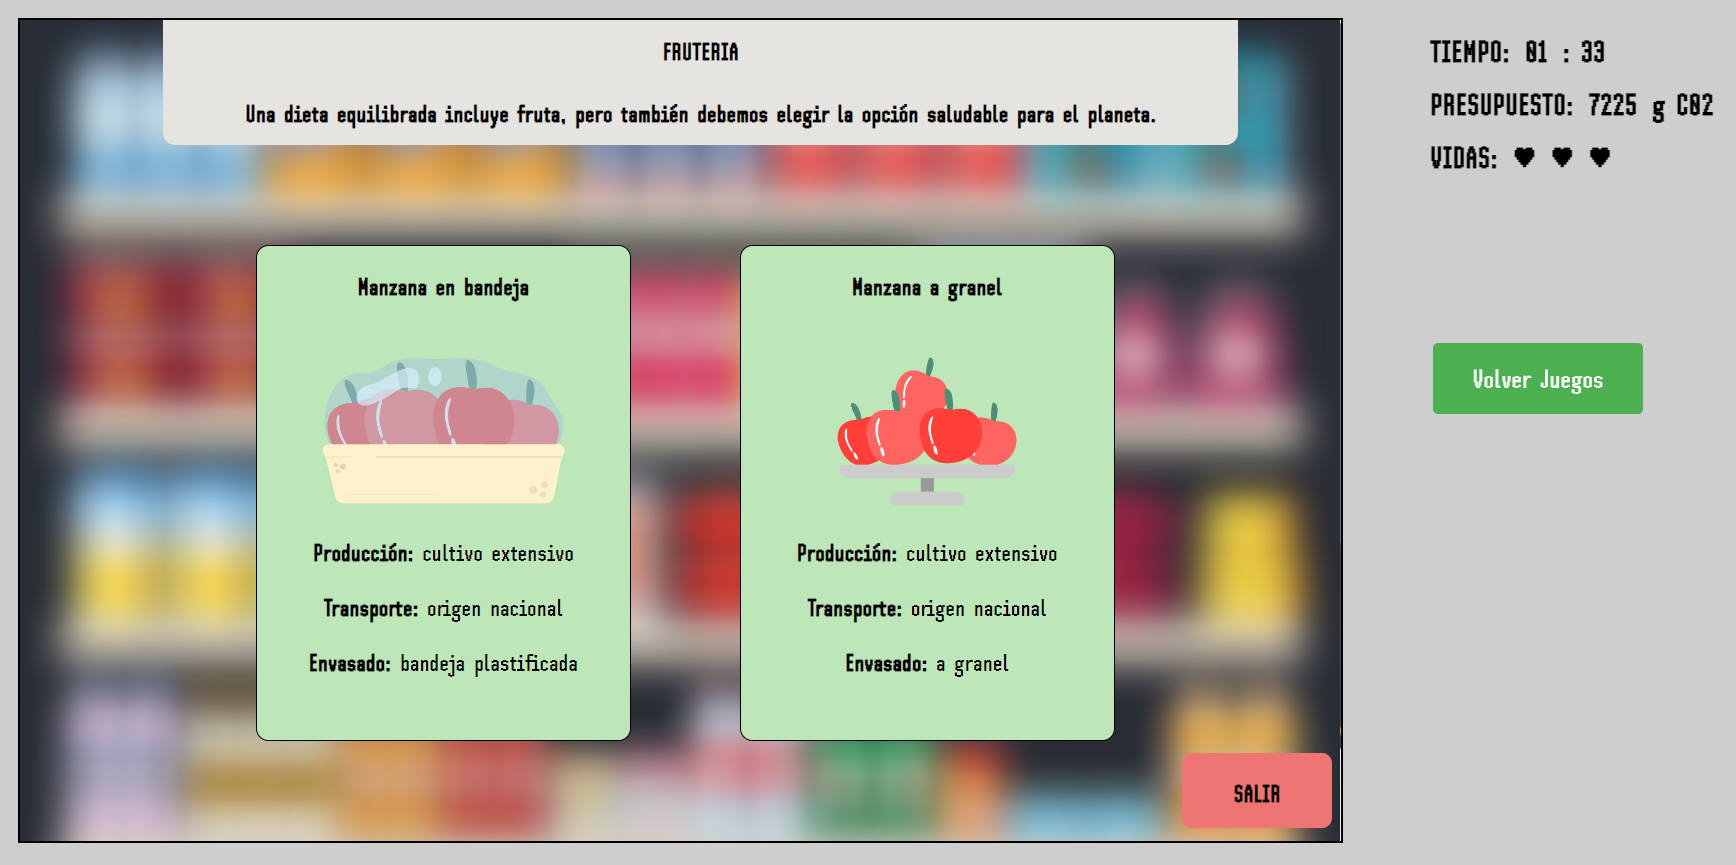 FRUTERIA
Una dieta equilibrada incluye fruta, pero también debemos elegir la opción saludable para el planeta.
Manzana en bandeja
Producción: cultivo extensivo
Transporte: origen nacional
Envasado: bandeja plastificada
Manzana a granel
Producción: cultivo extensivo
Transporte: origen nacional
Envasado: a granel
SALIR
TIEMPO: 01 : 33
PRESUPUESTO: 7225 g CO2
VIDAS: ♥ ♥ ♥
Volver Juegos